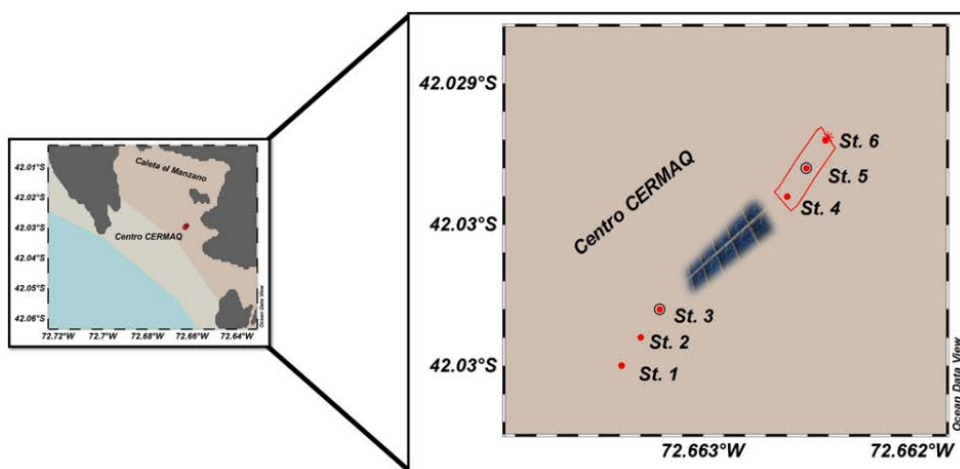 42.01°S
42.02°S
42.03°S
42.04°S
42.05°S
42.06°S
72.72°W
72.7°W
72.68°W
72.66°W
72.64°W
Caleta el Manzano
Centro CERMAQ
Ocean Data View
42.029°S
42.03°S
42.03°S
72.663°W
72.662°W
Centro CERMAQ
St. 6
St. 5
St. 4
St. 3
St. 2
St. 1
Ocean Data View